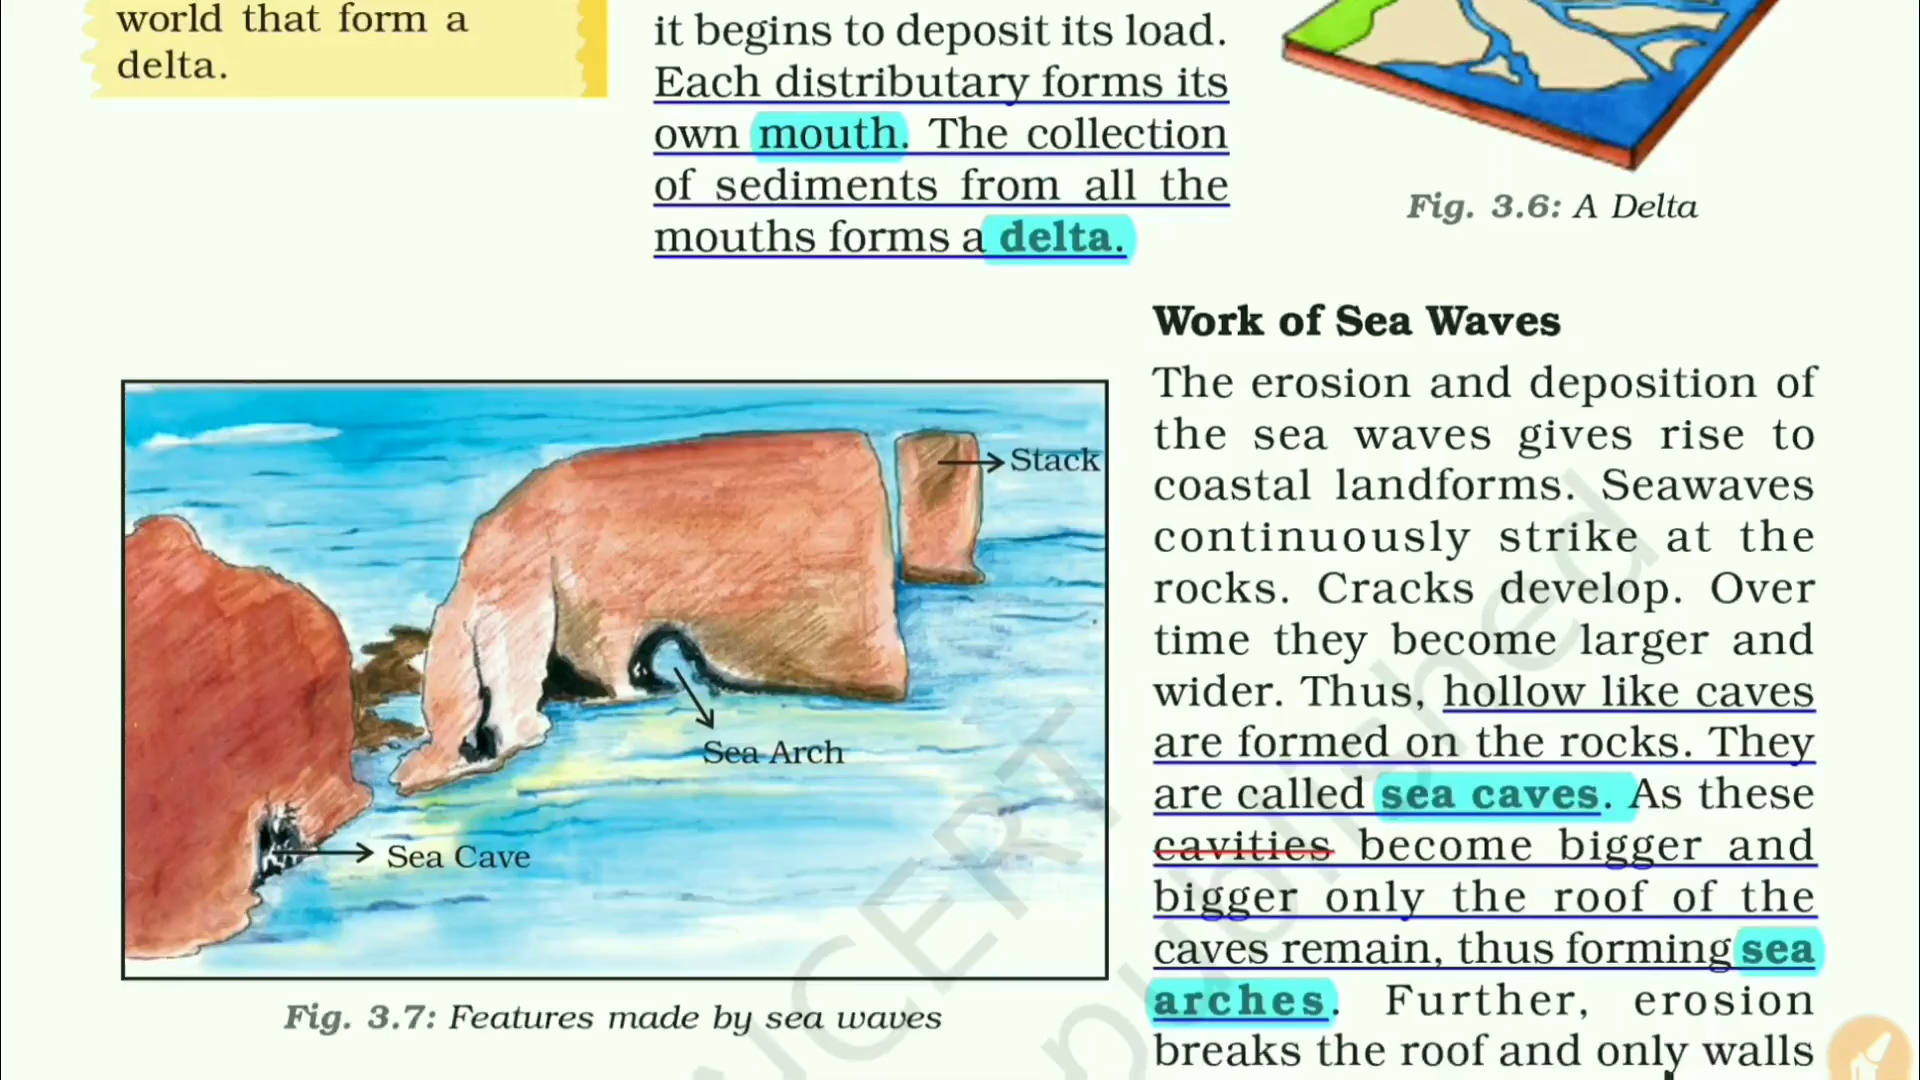 world that form a
delta.
it begins to deposit its load.
Each distributary forms its
own mouth. The collection
of sediments from all the
mouths forms a delta.
Fig. 3.6: A Delta
Stack
Sea Arch
Sea Cave
Fig. 3.7: Features made by sea waves
Work of Sea Waves
The erosion and deposition of
the sea waves gives rise to
coastal landforms. Seawaves
continuously strike at the
rocks. Cracks develop. Over
time they become larger and
wider. Thus, hollow like caves
are formed on the rocks. They
are called sea caves. As these
cavities become bigger and
bigger only the roof of the
caves remain, thus forming sea
arches. Further, erosion
breaks the roof and only walls
NCERT
published